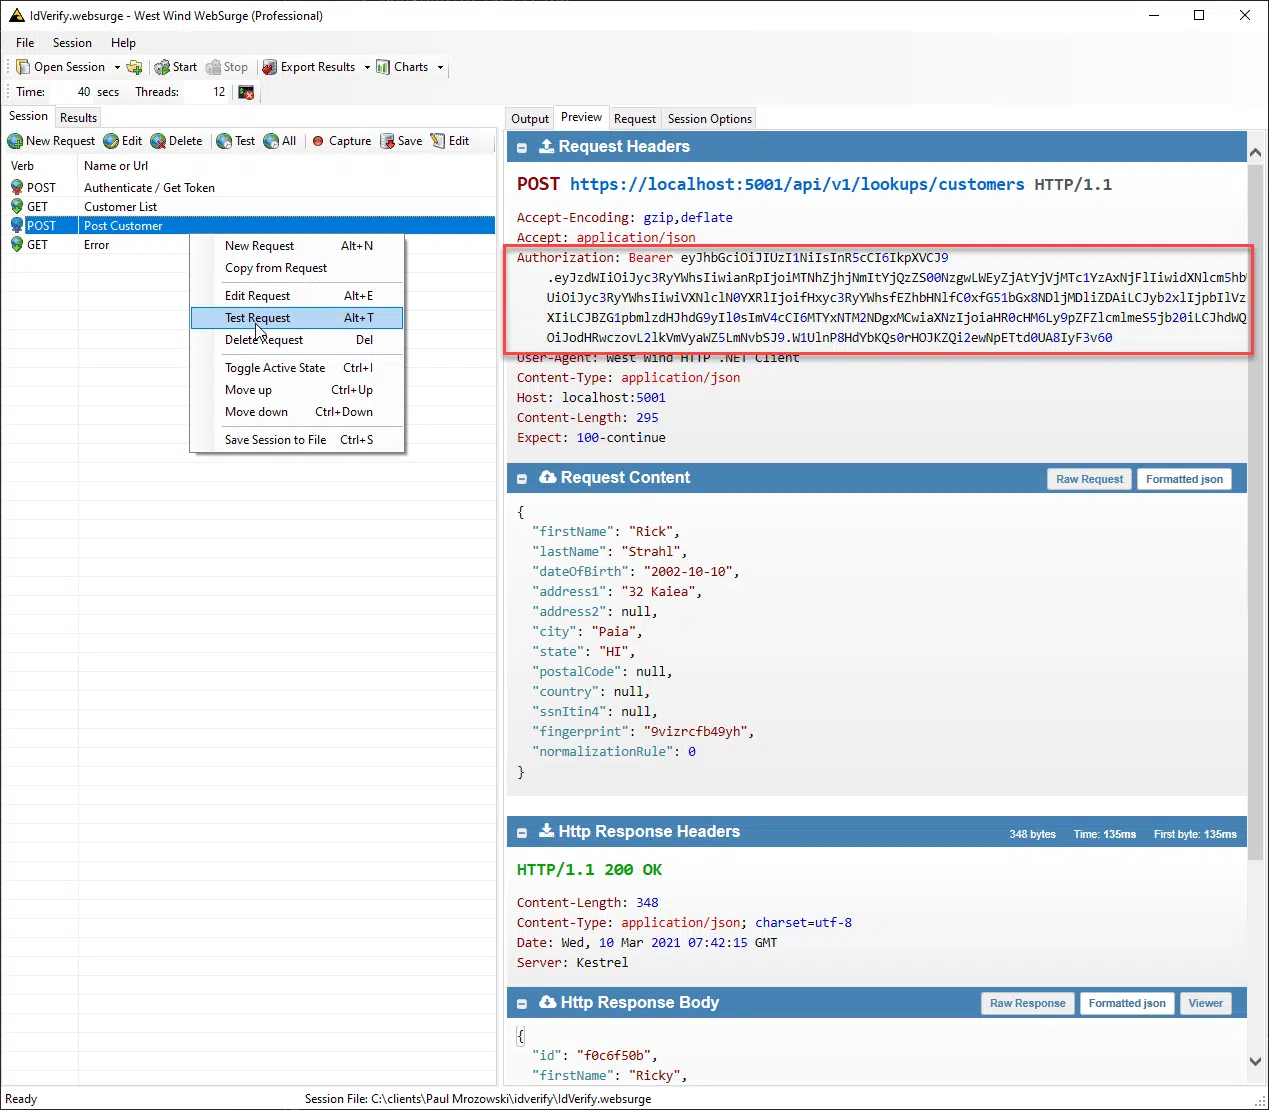 IdVerify.websurge - West Wind WebSurge (Professional)
File Session Help
Open Session Start Stop Export Results Charts
Time: 40 secs Threads: 12
Session Results
New Request Edit Delete Test All Capture Save Edit
Verb Name or Url
POST Authenticate / Get Token
GET Customer List
POST Post Customer
GET Error
New Request Alt+N
Copy from Request
Edit Request Alt+E
Test Request Alt+T
Delete Request Del
Toggle Active State Ctrl+I
Move up Ctrl+Up
Move down Ctrl+Down
Save Session to File Ctrl+S
Output Preview Request Session Options
Request Headers
POST https://localhost:5001/api/v1/lookups/customers HTTP/1.1
Accept-Encoding: gzip,deflate
Accept: application/json
Authorization: Bearer eyJhbGciOiJIUzI1NiIsInR5cCI6IkpXVCJ9
User-Agent: West Wind HTTP .NET Client
Content-Type: application/json
Host: localhost:5001
Content-Length: 295
Expect: 100-continue
Request Content Raw Request Formatted json
{
"firstName": "Rick",
"lastName": "Strahl",
"dateOfBirth": "2002-10-10",
"address1": "32 Kaiea",
"address2": null,
"city": "Paia",
"state": "HI",
"postalCode": null,
"country": null,
"ssnItin4": null,
"fingerprint": "9vizrcfb49yh",
"normalizationRule": 0
}
Http Response Headers 348 bytes Time: 135ms First byte: 135ms
HTTP/1.1 200 OK
Content-Length: 348
Content-Type: application/json; charset=utf-8
Date: Wed, 10 Mar 2021 07:42:15 GMT
Server: Kestrel
Http Response Body Raw Response Formatted json Viewer
{
"id": "f0c6f50b",
"firstName": "Ricky",
Ready Session File: C:\clients\Paul Mrozowski\idverify\IdVerify.websurge